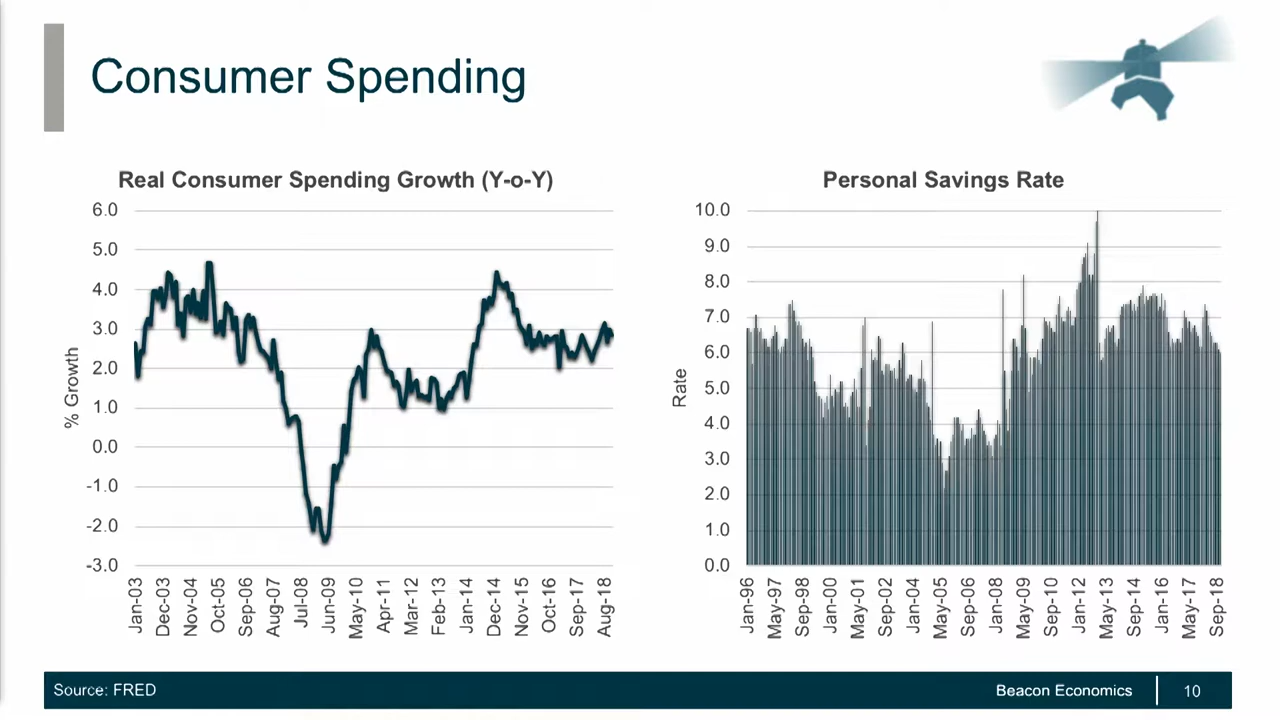 Consumer Spending
Real Consumer Spending Growth (Y-o-Y)
6.0
5.0
4.0
3.0
2.0
1.0
0.0
-1.0
-2.0
-3.0
% Growth
Jan-03
Dec-03
Nov-04
Oct-05
Sep-06
Aug-07
Jul-08
Jun-09
May-10
Apr-11
Mar-12
Feb-13
Jan-14
Dec-14
Nov-15
Oct-16
Sep-17
Aug-18
Personal Savings Rate
10.0
9.0
8.0
7.0
6.0
5.0
4.0
3.0
2.0
1.0
0.0
Rate
Jan-96
May-97
Sep-98
Jan-00
May-01
Sep-02
Jan-04
May-05
Sep-06
Jan-08
May-09
Sep-10
Jan-12
May-13
Sep-14
Jan-16
May-17
Sep-18
Source: FRED
Beacon Economics
10